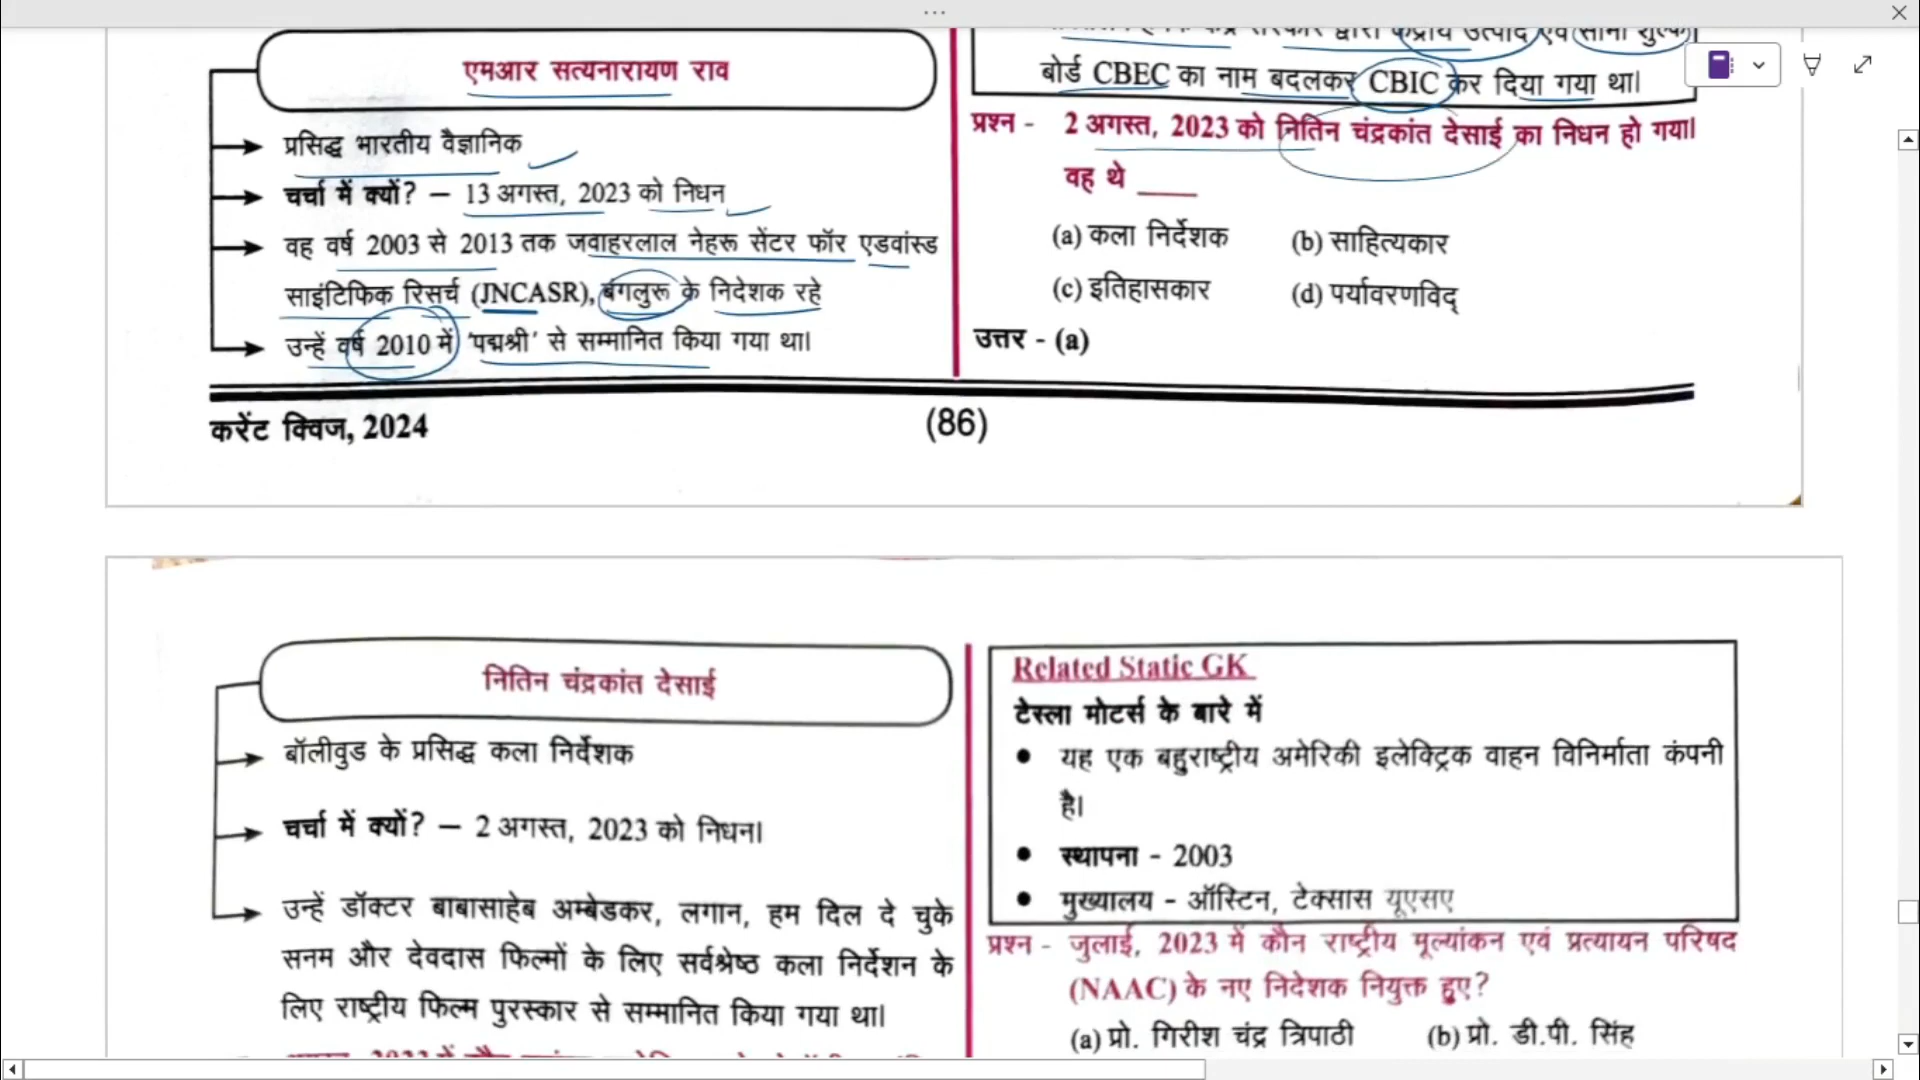 एमआर सत्यनारायण राव
प्रसिद्ध भारतीय वैज्ञानिक
चर्चा में क्यों? – 13 अगस्त, 2023 को निधन
वह वर्ष 2003 से 2013 तक जवाहरलाल नेहरू सेंटर फॉर एडवांस्ड
साइंटिफिक रिसर्च (JNCASR), बंगलुरू के निदेशक रहे
उन्हें वर्ष 2010 में 'पद्मश्री' से सम्मानित किया गया था।
द्वारा केंद्रीय उत्पाद एवं सीमा शुल्क
बोर्ड CBEC का नाम बदलकर CBIC कर दिया गया था।
प्रश्न - 2 अगस्त, 2023 को नितिन चंद्रकांत देसाई का निधन हो गया।
वह थे ____
(a) कला निर्देशक (b) साहित्यकार
(c) इतिहासकार (d) पर्यावरणविद्
उत्तर - (a)
करेंट क्विज, 2024
(86)
नितिन चंद्रकांत देसाई
बॉलीवुड के प्रसिद्ध कला निर्देशक
चर्चा में क्यों? – 2 अगस्त, 2023 को निधन।
उन्हें डॉक्टर बाबासाहेब अम्बेडकर, लगान, हम दिल दे चुके
सनम और देवदास फिल्मों के लिए सर्वश्रेष्ठ कला निर्देशन के
लिए राष्ट्रीय फिल्म पुरस्कार से सम्मानित किया गया था।
Related Static GK
टेस्ला मोटर्स के बारे में
● यह एक बहुराष्ट्रीय अमेरिकी इलेक्ट्रिक वाहन विनिर्माता कंपनी
है।
● स्थापना - 2003
● मुख्यालय - ऑस्टिन, टेक्सास यूएसए
प्रश्न - जुलाई, 2023 में कौन राष्ट्रीय मूल्यांकन एवं प्रत्यायन परिषद
(NAAC) के नए निदेशक नियुक्त हुए?
(a) प्रो. गिरीश चंद्र त्रिपाठी (b) प्रो. डी.पी. सिंह